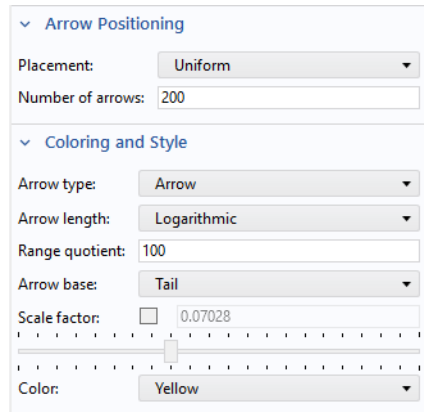 Arrow Positioning
Placement: Uniform
Number of arrows: 200
Coloring and Style
Arrow type: Arrow
Arrow length: Logarithmic
Range quotient: 100
Arrow base: Tail
Scale factor: 0.07028
Color: Yellow